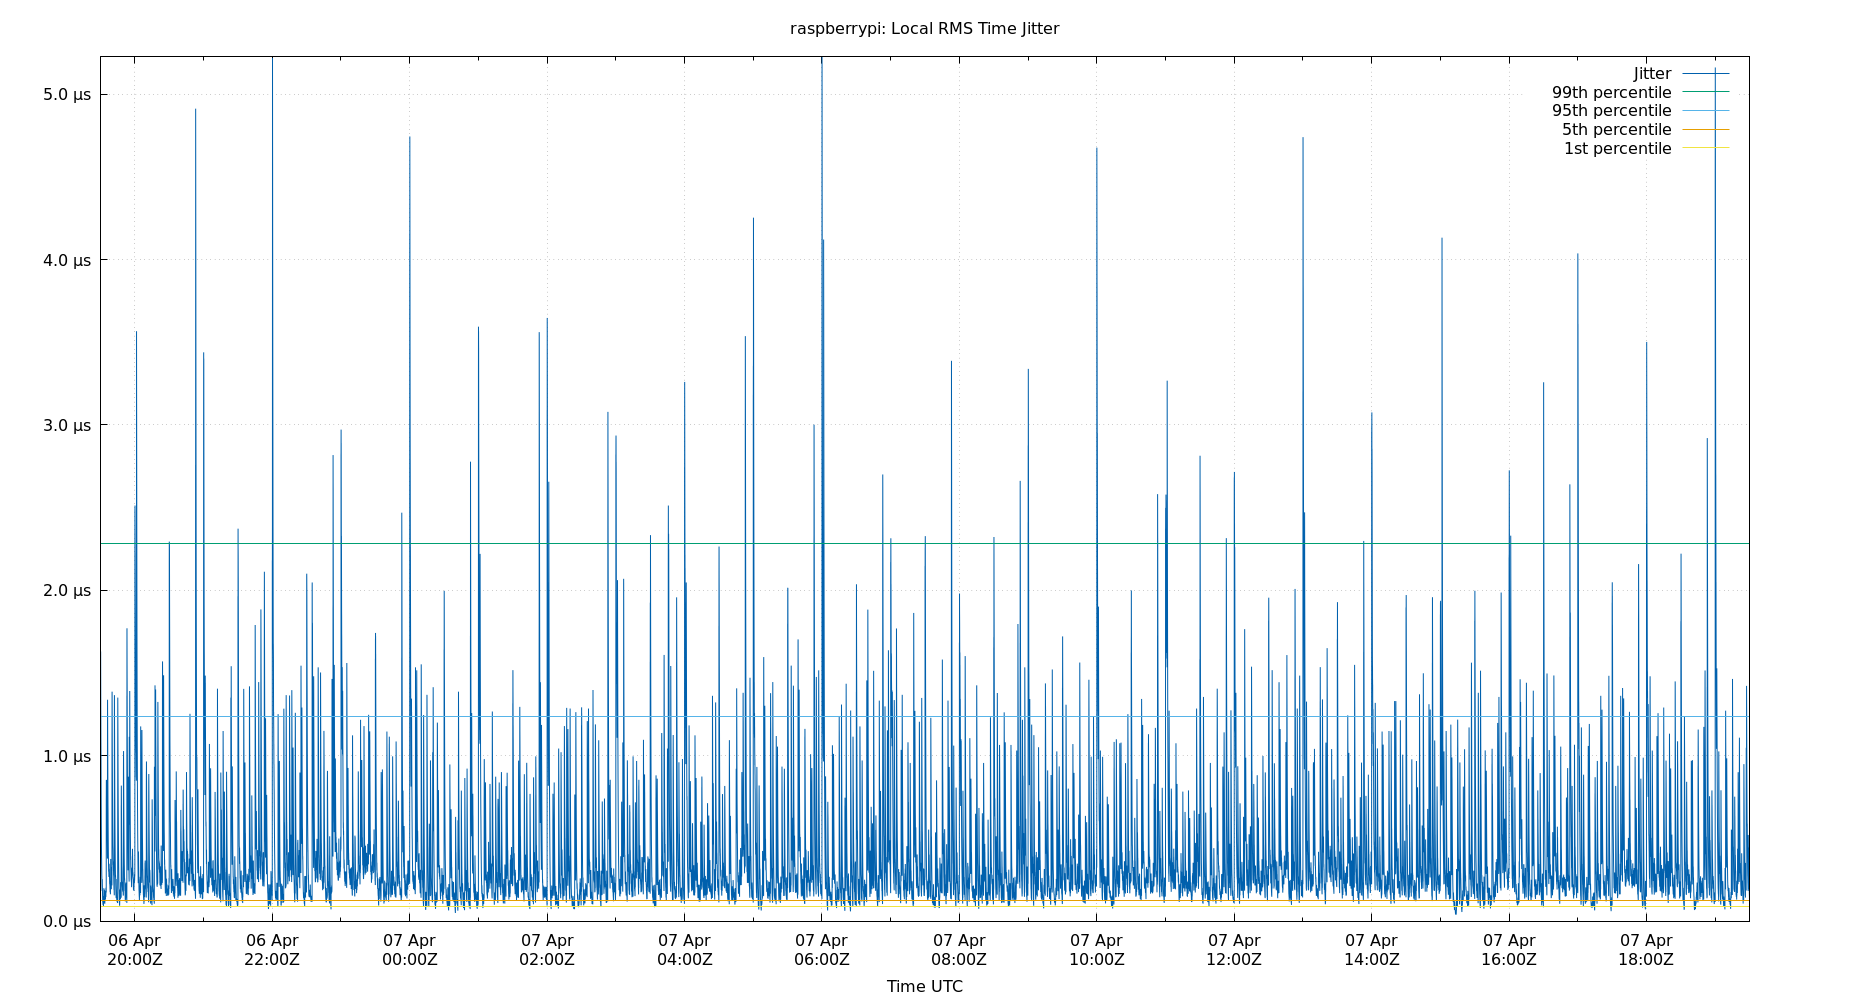 raspberrypi: Local RMS Time Jitter
Jitter
99th percentile
95th percentile
5th percentile
1st percentile
5.0 µs
4.0 µs
3.0 µs
2.0 µs
1.0 µs
0.0 µs
06 Apr 06 Apr 07 Apr 07 Apr 07 Apr 07 Apr 07 Apr 07 Apr 07 Apr 07 Apr 07 Apr 07 Apr
20:00Z 22:00Z 00:00Z 02:00Z 04:00Z 06:00Z 08:00Z 10:00Z 12:00Z 14:00Z 16:00Z 18:00Z
Time UTC